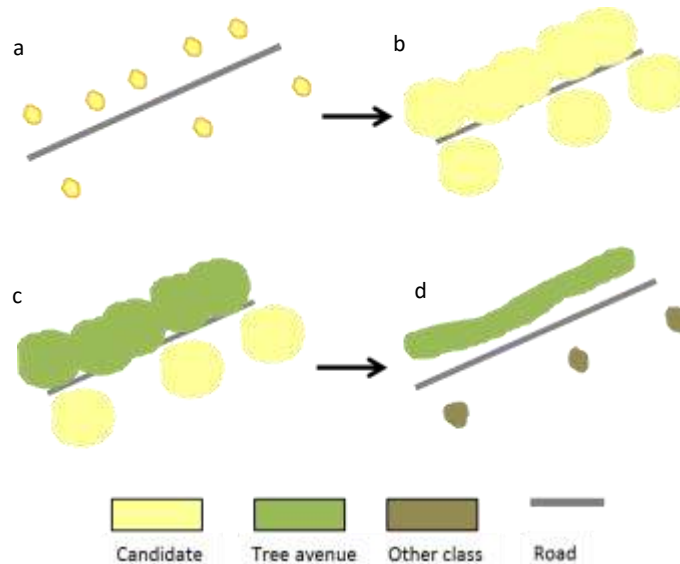 a
b
c
d
Candidate
Tree avenue
Other class
Road